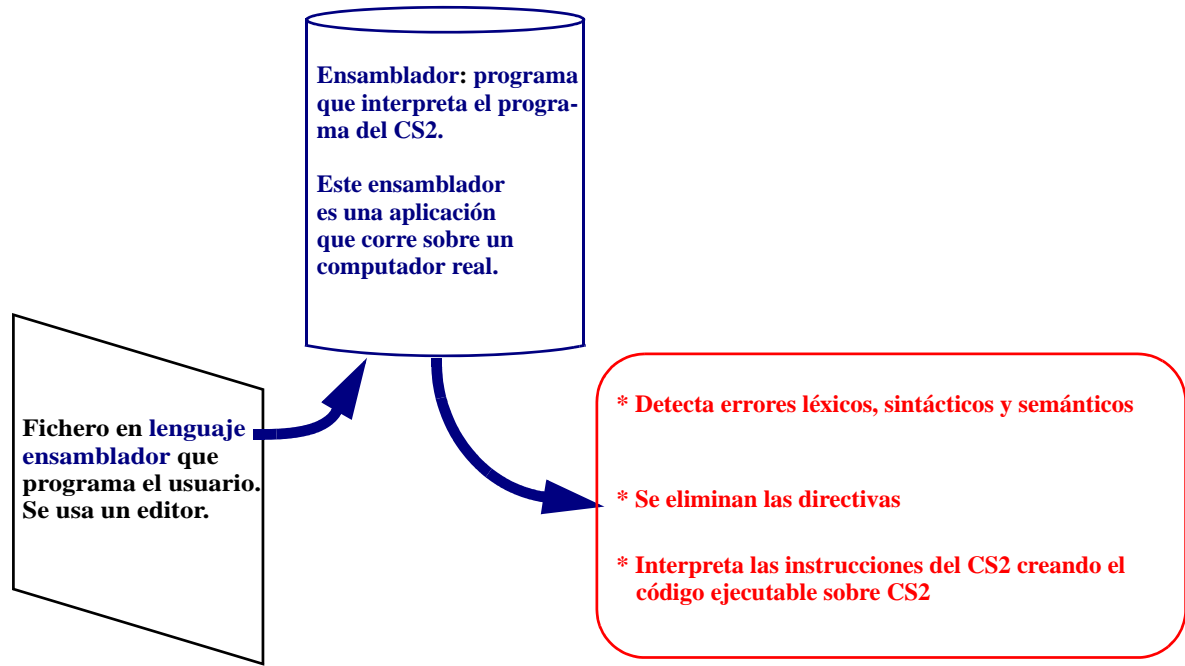 Ensamblador: programa
que interpreta el progra-
ma del CS2.
Este ensamblador
es una aplicación
que corre sobre un
computador real.
Fichero en lenguaje
ensamblador que
programa el usuario.
Se usa un editor.
* Detecta errores léxicos, sintácticos y semánticos
* Se eliminan las directivas
* Interpreta las instrucciones del CS2 creando el
código ejecutable sobre CS2